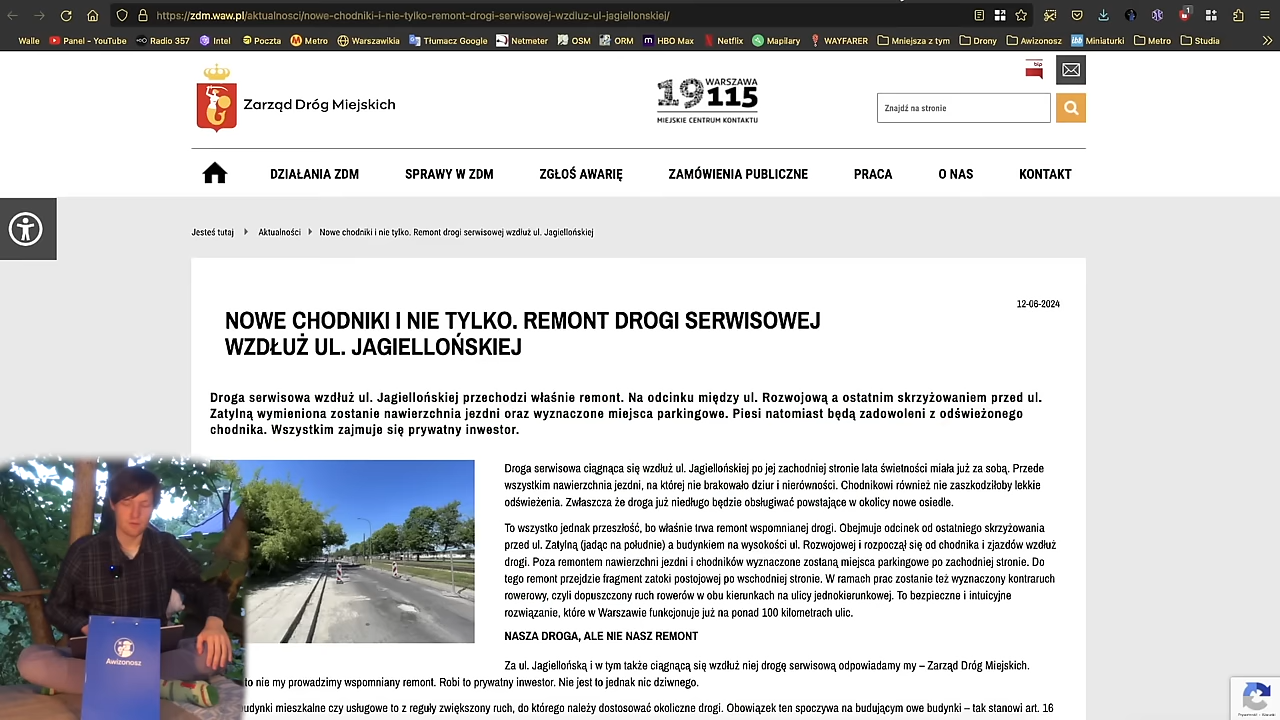 https://zdm.waw.pl/aktualnosci/nowe-chodniki-i-nie-tylko-remont-drogi-serwisowej-wzdluz-ul-jagiellonskiej/
Walle Panel - YouTube Radio 357 Intel Poczta Metro Warszawikia Tłumacz Google Netmeter OSM ORM HBO Max Netflix Mapilary WAYFARER Mniejsza z tym Drony Awizonosz Miniaturki Metro Studia
bip
Zarząd Dróg Miejskich
19115 WARSZAWA
MIEJSKIE CENTRUM KONTAKTU
Znajdź na stronie
DZIAŁANIA ZDM SPRAWY W ZDM ZGŁOŚ AWARIĘ ZAMÓWIENIA PUBLICZNE PRACA O NAS KONTAKT
Jesteś tutaj Aktualności Nowe chodniki i nie tylko. Remont drogi serwisowej wzdłuż ul. Jagiellońskiej
12-06-2024
NOWE CHODNIKI I NIE TYLKO. REMONT DROGI SERWISOWEJ
WZDŁUŻ UL. JAGIELLOŃSKIEJ
Droga serwisowa wzdłuż ul. Jagiellońskiej przechodzi właśnie remont. Na odcinku między ul. Rozwojową a ostatnim skrzyżowaniem przed ul.
Zatylną wymieniona zostanie nawierzchnia jezdni oraz wyznaczone miejsca parkingowe. Piesi natomiast będą zadowoleni z odświeżonego
chodnika. Wszystkim zajmuje się prywatny inwestor.
Droga serwisowa ciągnąca się wzdłuż ul. Jagiellońskiej po jej zachodniej stronie lata świetności miała już za sobą. Przede
wszystkim nawierzchnia jezdni, na której nie brakowało dziur i nierówności. Chodnikowi również nie zaszkodziłoby lekkie
odświeżenia. Zwłaszcza że droga już niedługo będzie obsługiwać powstające w okolicy nowe osiedle.
To wszystko jednak przeszłość, bo właśnie trwa remont wspomnianej drogi. Obejmuje odcinek od ostatniego skrzyżowania
przed ul. Zatylną (jadąc na południe) a budynkiem na wysokości ul. Rozwojowej i rozpoczął się od chodnika i zjazdów wzdłuż
drogi. Poza remontem nawierzchni jezdni i chodników wyznaczone zostaną miejsca parkingowe po zachodniej stronie. Do
tego remont przejdzie fragment zatoki postojowej po wschodniej stronie. W ramach prac zostanie też wyznaczony kontraruch
rowerowy, czyli dopuszczony ruch rowerów w obu kierunkach na ulicy jednokierunkowej. To bezpieczne i intuicyjne
rozwiązanie, które w Warszawie funkcjonuje już na ponad 100 kilometrach ulic.
NASZA DROGA, ALE NIE NASZ REMONT
Za ul. Jagiellońską i w tym także ciągnącą się wzdłuż niej drogę serwisową odpowiadamy my – Zarząd Dróg Miejskich.
to nie my prowadzimy wspomniany remont. Robi to prywatny inwestor. Nie jest to jednak nic dziwnego.
udynki mieszkalne czy usługowe to z reguły zwiększony ruch, do którego należy dostosować okoliczne drogi. Obowiązek ten spoczywa na budującym owe budynki – tak stanowi art. 16
Awizonosz